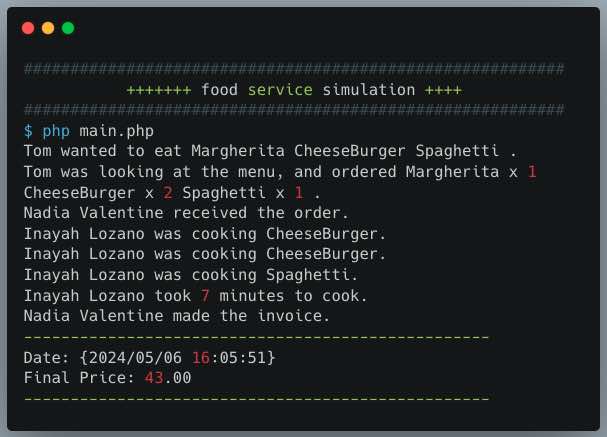 ##########################################################
+++++++ food service simulation ++++
##########################################################
$ php main.php
Tom wanted to eat Margherita CheeseBurger Spaghetti .
Tom was looking at the menu, and ordered Margherita x 1
CheeseBurger x 2 Spaghetti x 1 .
Nadia Valentine received the order.
Inayah Lozano was cooking CheeseBurger.
Inayah Lozano was cooking CheeseBurger.
Inayah Lozano was cooking Spaghetti.
Inayah Lozano took 7 minutes to cook.
Nadia Valentine made the invoice.
--------------------------------------------------
Date: {2024/05/06 16:05:51}
Final Price: 43.00
--------------------------------------------------